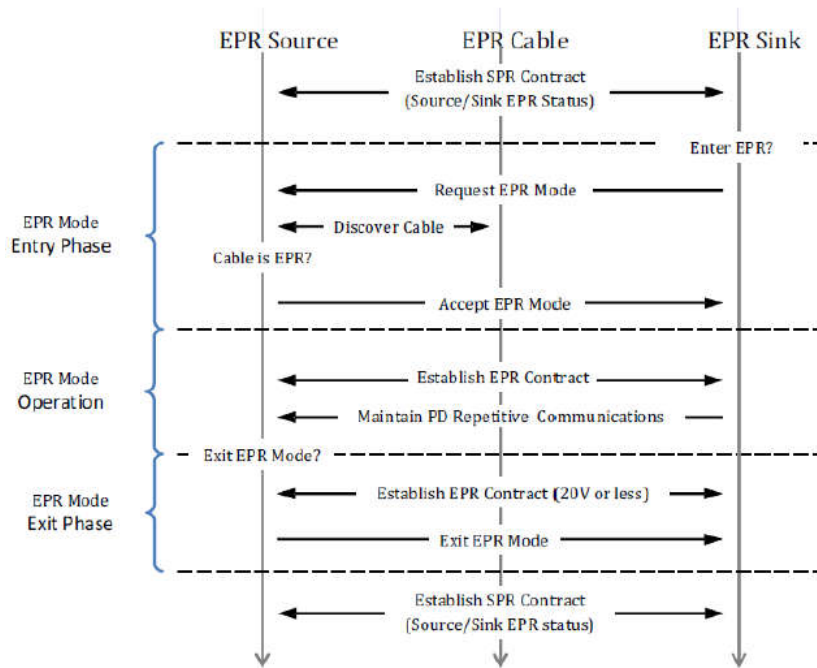 EPR Source
EPR Cable
EPR Sink
Establish SPR Contract
(Source/Sink EPR Status)
Enter EPR?
Request EPR Mode
EPR Mode
Entry Phase
Discover Cable
Cable is EPR?
Accept EPR Mode
EPR Mode
Operation
Establish EPR Contract
Maintain PD Repetitive Communications
Exit EPR Mode?
EPR Mode
Exit Phase
Establish EPR Contract (20V or less)
Exit EPR Mode
Establish SPR Contract
(Source/Sink EPR status)